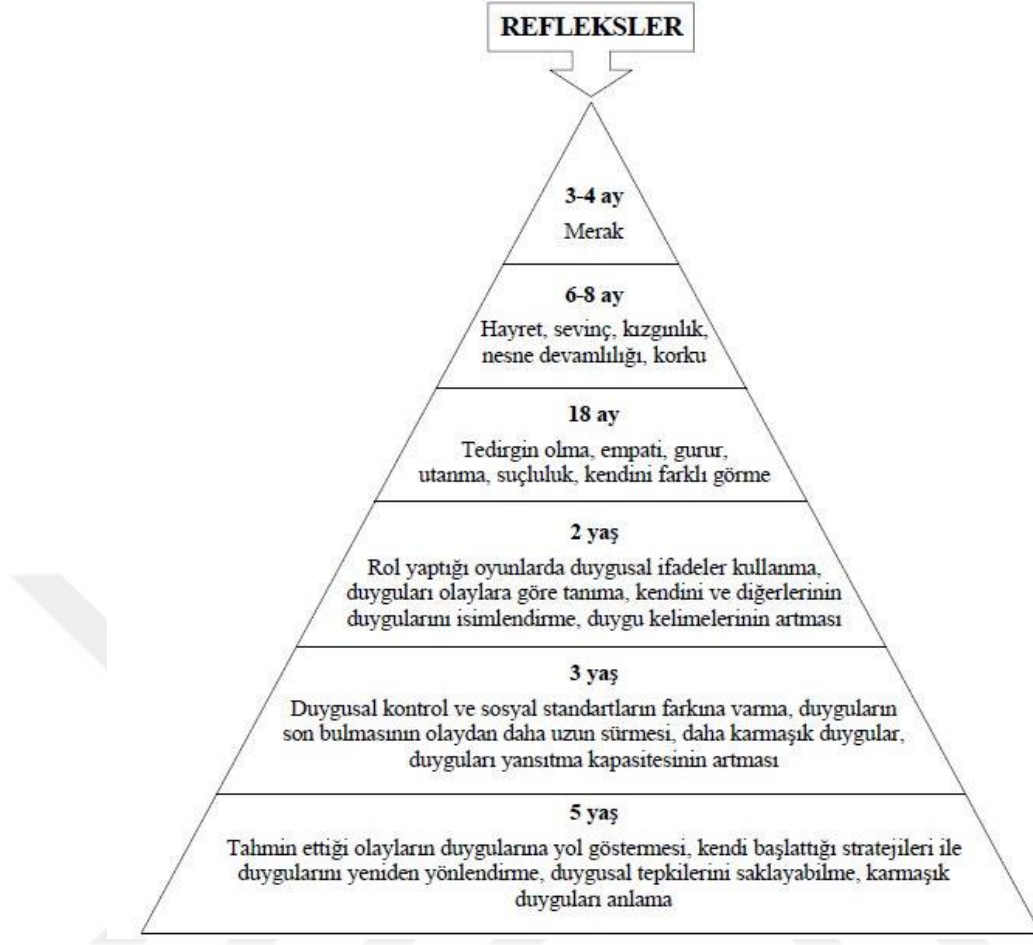 REFLEKSLER
3-4 ay
Merak
6-8 ay
Hayret, sevinç, kızgınlık,
nesne devamlılığı, korku
18 ay
Tedirgin olma, empati, gurur,
utanma, suçluluk, kendini farklı görme
2 yaş
Rol yaptığı oyunlarda duygusal ifadeler kullanma,
duyguları olaylara göre tanıma, kendini ve diğerlerinin
duygularını isimlendirme, duygu kelimelerinin artması
3 yaş
Duygusal kontrol ve sosyal standartların farkına varma, duyguların
son bulmasının olaydan daha uzun sürmesi, daha karmaşık duygular,
duyguları yansıtma kapasitesinin artması
5 yaş
Tahmin ettiği olayların duygularına yol göstermesi, kendi başlattığı stratejileri ile
duygularını yeniden yönlendirme, duygusal tepkilerini saklayabilme, karmaşık
duyguları anlama